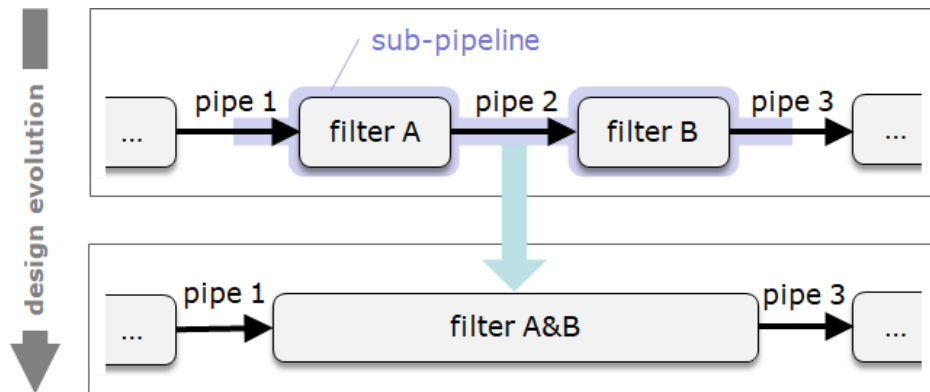 design evolution
sub-pipeline
pipe 1
pipe 2
pipe 3
...
filter A
filter B
...
pipe 1
pipe 3
...
filter A&B
...